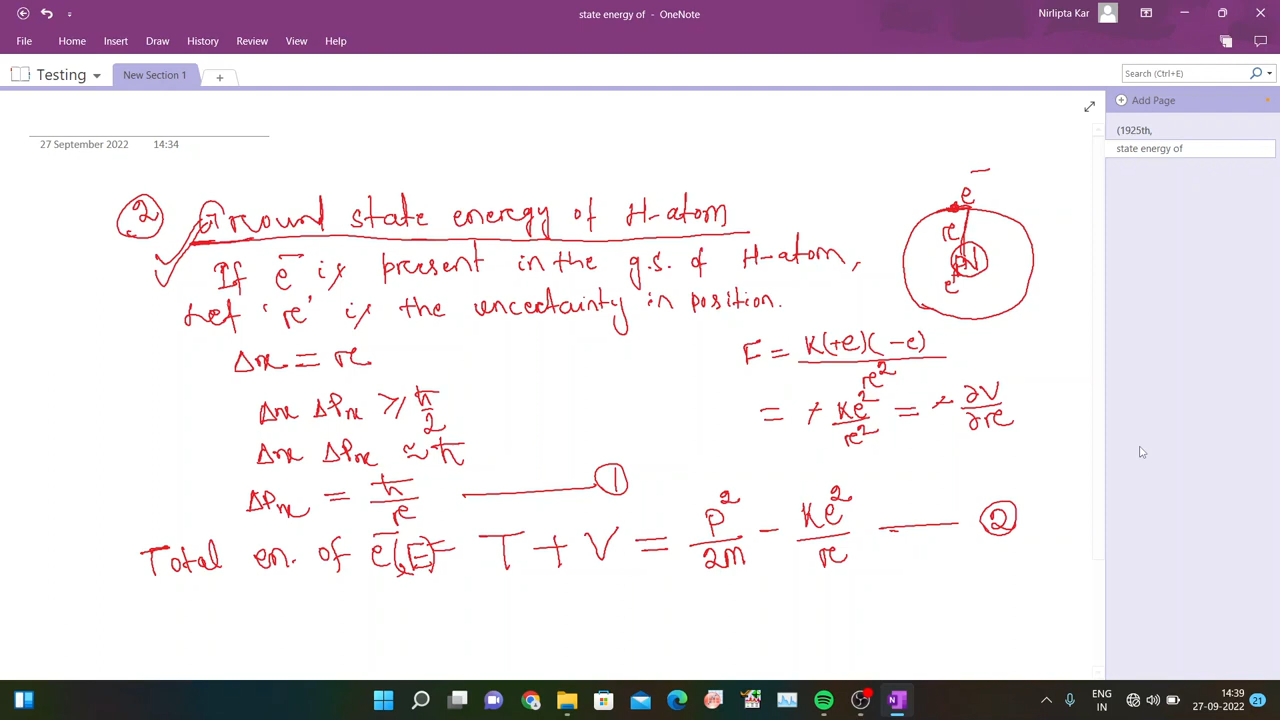 state energy of - OneNote
Nirlipta Kar
File Home Insert Draw History Review View Help
Testing
New Section 1
+
Search (Ctrl+E)
Add Page
(1925th,
state energy of
27 September 2022 14:34
② Ground state energy of H-atom
If e⁻ is present in the g.s. of H-atom,
Let 'r' is the uncertainty in position.
Δx = r
Δx ΔPx ≥ ħ/2
Δx ΔPx ≈ ħ
ΔPx = ħ/r —— ①
Total en. of e⁻(E) = T + V = P²/2m - Ke²/r —— ②
e⁻
r
N
F = K(+e)(-e)/r²
= + Ke²/r² = - ∂V/∂r
ENG
IN
14:39
27-09-2022
21